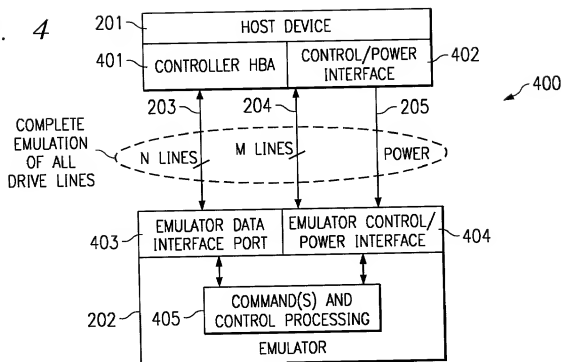 . 4
201
HOST DEVICE
401
CONTROLLER HBA
CONTROL/POWER
INTERFACE
402
203
204
205
400
COMPLETE
EMULATION
OF ALL
DRIVE LINES
N LINES
M LINES
POWER
403
EMULATOR DATA
INTERFACE PORT
EMULATOR CONTROL/
POWER INTERFACE
404
202
405
COMMAND(S) AND
CONTROL PROCESSING
EMULATOR